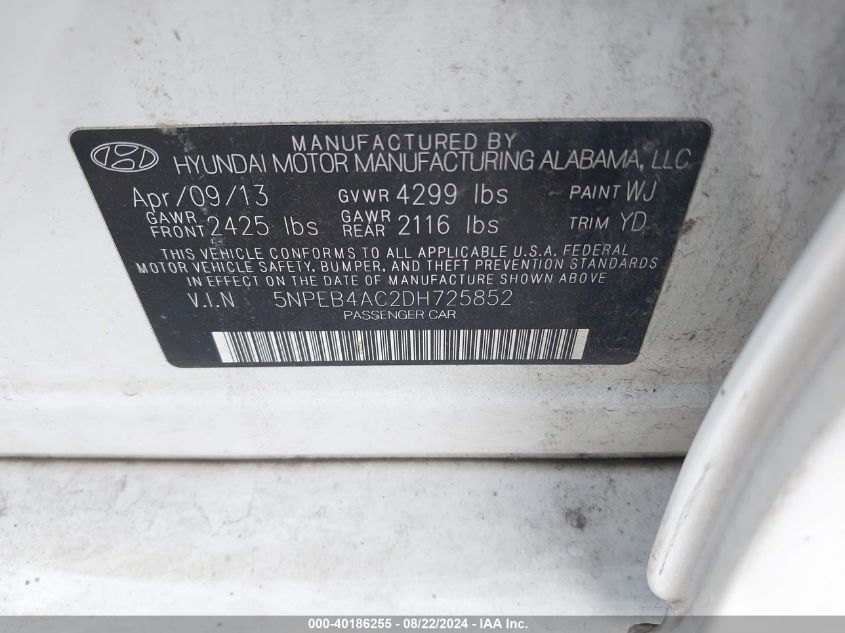 MANUFACTURED BY
HYUNDAI MOTOR MANUFACTURING ALABAMA, LLC
Apr/09/13 GVWR 4299 lbs PAINT WJ
GAWR FRONT 2425 lbs GAWR REAR 2116 lbs TRIM YD
THIS VEHICLE CONFORMS TO ALL APPLICABLE U.S.A. FEDERAL
MOTOR VEHICLE SAFETY, BUMPER, AND THEFT PREVENTION STANDARDS
IN EFFECT ON THE DATE OF MANUFACTURE SHOWN ABOVE
V.I.N 5NPEB4AC2DH725852
PASSENGER CAR
000-40186255 - 08/22/2024 - IAA Inc.